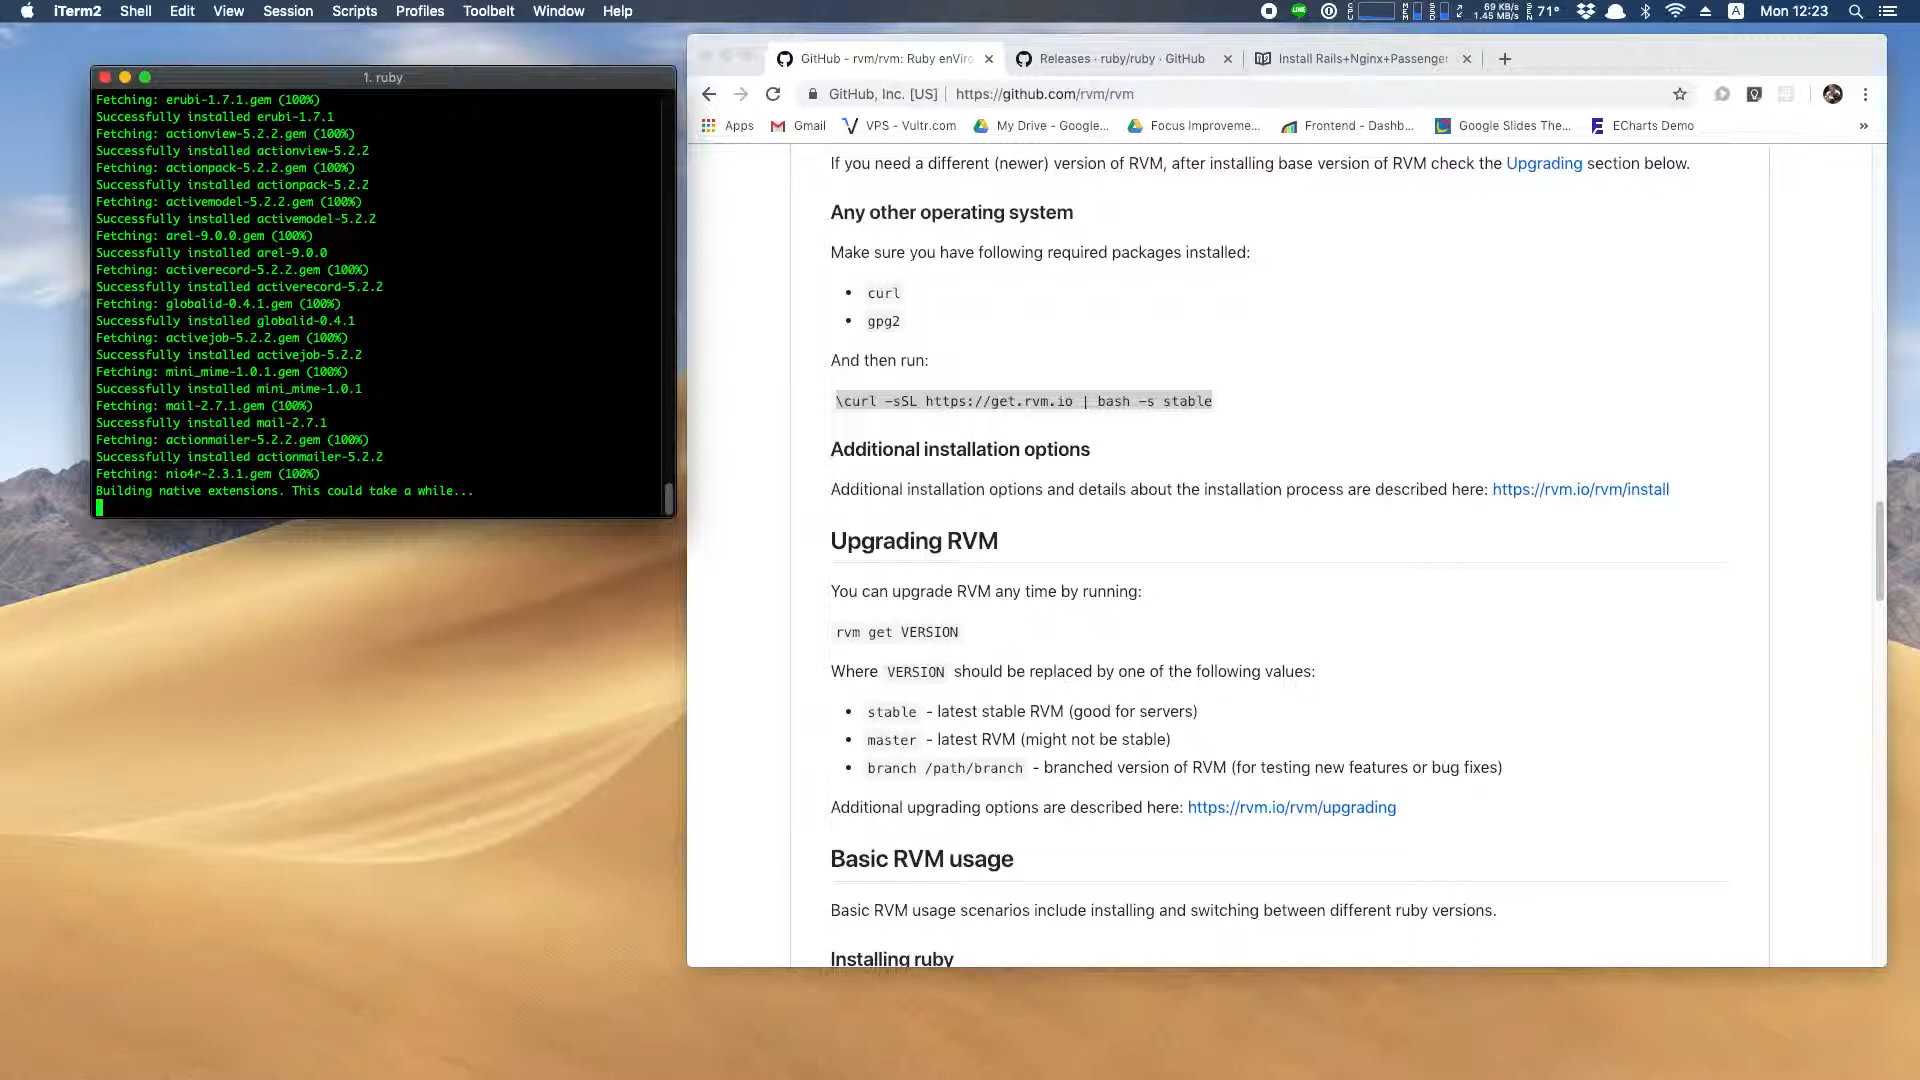 iTerm2 Shell Edit View Session Scripts Profiles Toolbelt Window Help
69 KB/s
1.45 MB/s
71°
A
Mon 12:23
1. ruby
Fetching: erubi-1.7.1.gem (100%)
Successfully installed erubi-1.7.1
Fetching: actionview-5.2.2.gem (100%)
Successfully installed actionview-5.2.2
Fetching: actionpack-5.2.2.gem (100%)
Successfully installed actionpack-5.2.2
Fetching: activemodel-5.2.2.gem (100%)
Successfully installed activemodel-5.2.2
Fetching: arel-9.0.0.gem (100%)
Successfully installed arel-9.0.0
Fetching: activerecord-5.2.2.gem (100%)
Successfully installed activerecord-5.2.2
Fetching: globalid-0.4.1.gem (100%)
Successfully installed globalid-0.4.1
Fetching: activejob-5.2.2.gem (100%)
Successfully installed activejob-5.2.2
Fetching: mini_mime-1.0.1.gem (100%)
Successfully installed mini_mime-1.0.1
Fetching: mail-2.7.1.gem (100%)
Successfully installed mail-2.7.1
Fetching: actionmailer-5.2.2.gem (100%)
Successfully installed actionmailer-5.2.2
Fetching: nio4r-2.3.1.gem (100%)
Building native extensions. This could take a while...
GitHub - rvm/rvm: Ruby enVir
Releases · ruby/ruby · GitHub
Install Rails+Nginx+Passenger
GitHub, Inc. [US] | https://github.com/rvm/rvm
Apps Gmail VPS - Vultr.com My Drive - Google... Focus Improveme... Frontend - Dashb... Google Slides The... ECharts Demo »
If you need a different (newer) version of RVM, after installing base version of RVM check the Upgrading section below.
Any other operating system
Make sure you have following required packages installed:
• curl
• gpg2
And then run:
\curl -sSL https://get.rvm.io | bash -s stable
Additional installation options
Additional installation options and details about the installation process are described here: https://rvm.io/rvm/install
Upgrading RVM
You can upgrade RVM any time by running:
rvm get VERSION
Where VERSION should be replaced by one of the following values:
• stable - latest stable RVM (good for servers)
• master - latest RVM (might not be stable)
• branch /path/branch - branched version of RVM (for testing new features or bug fixes)
Additional upgrading options are described here: https://rvm.io/rvm/upgrading
Basic RVM usage
Basic RVM usage scenarios include installing and switching between different ruby versions.
Installing ruby